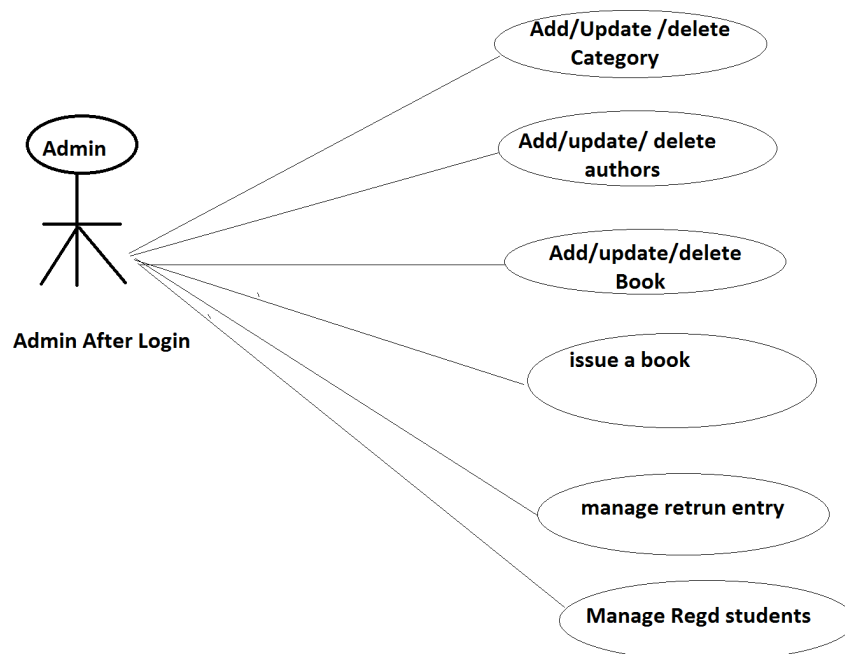 Add/Update /delete
Category
Admin
Add/update/ delete
authors
Add/update/delete
Book
Admin After Login
issue a book
manage retrun entry
Manage Regd students